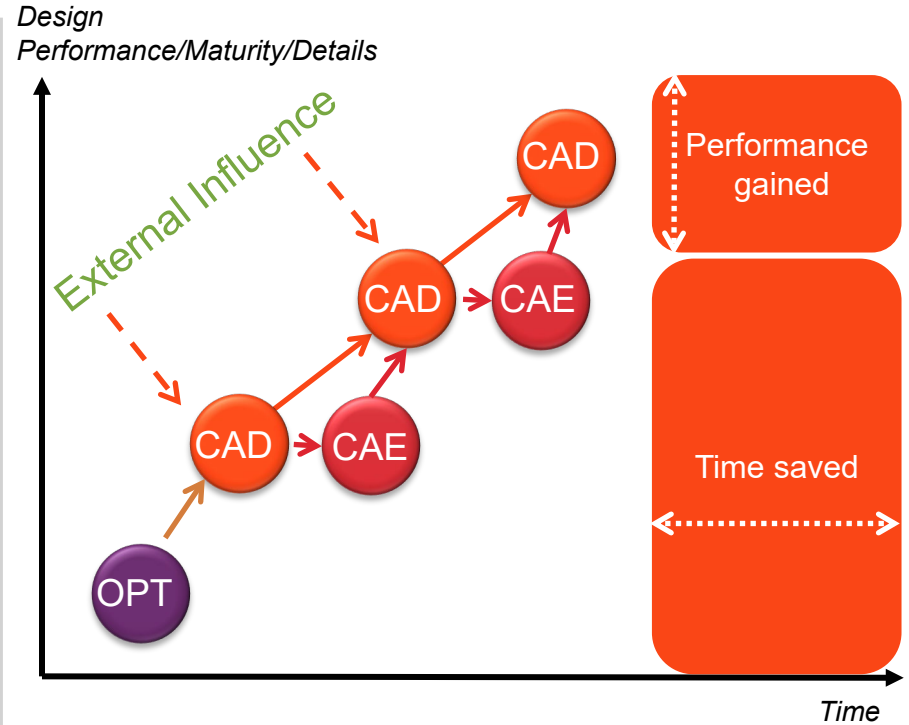 Design
Performance/Maturity/Details
External Influence
CAD
Performance
gained
CAD
CAE
CAD
CAE
Time saved
OPT
Time